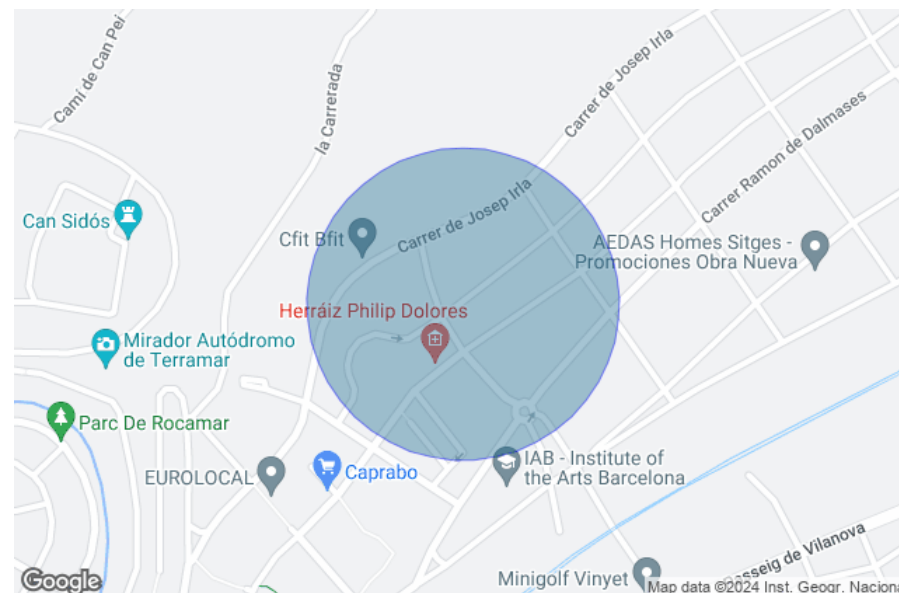 Camí de Can Pei
la Carrerada
Carrer de Josep Irla
Carrer Ramon de Dalmases
Can Sidós
Cfit Bfit
Carrer de Josep Irla
AEDAS Homes Sitges -
Promociones Obra Nueva
Herráiz Philip Dolores
Mirador Autódromo
de Terramar
Parc De Rocamar
EUROLOCAL
Caprabo
IAB - Institute of
the Arts Barcelona
Passeig de Vilanova
Minigolf Vinyet
Google
Map data ©2024 Inst. Geogr. Naciona